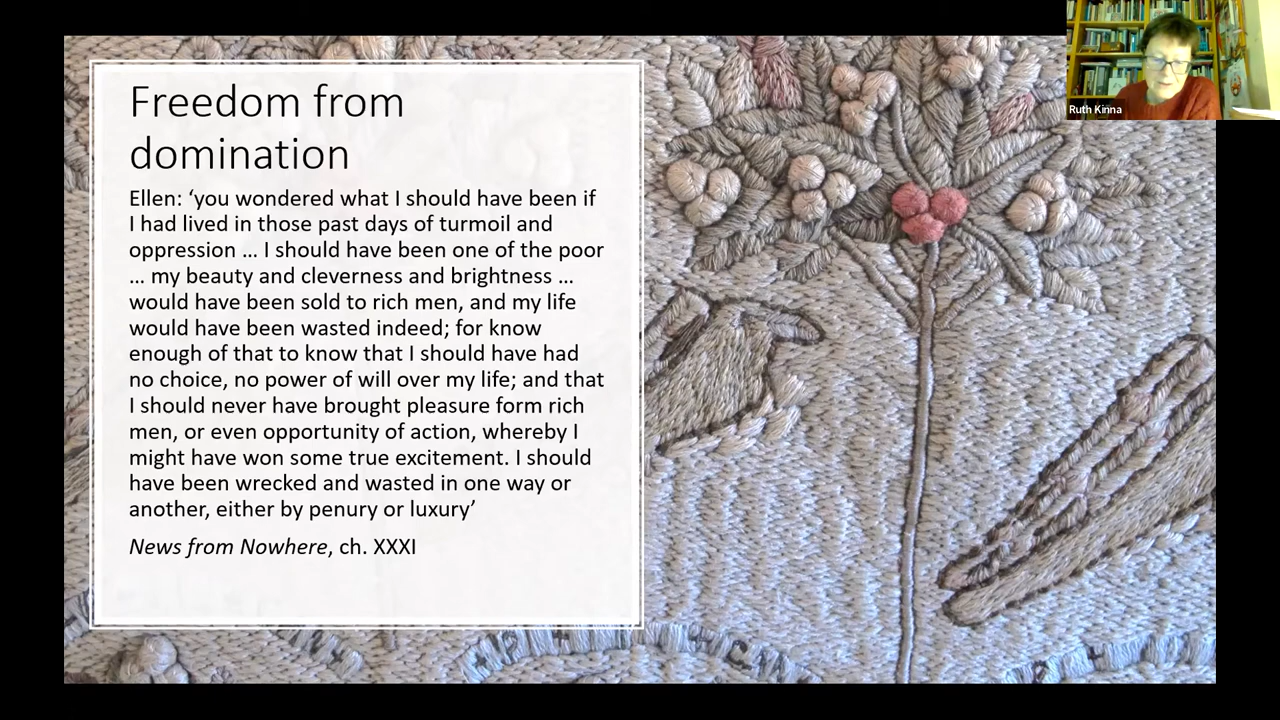 Freedom from
domination
Ellen: ‘you wondered what I should have been if
I had lived in those past days of turmoil and
oppression … I should have been one of the poor
… my beauty and cleverness and brightness …
would have been sold to rich men, and my life
would have been wasted indeed; for know
enough of that to know that I should have had
no choice, no power of will over my life; and that
I should never have brought pleasure form rich
men, or even opportunity of action, whereby I
might have won some true excitement. I should
have been wrecked and wasted in one way or
another, either by penury or luxury’
News from Nowhere, ch. XXXI
Ruth Kinna